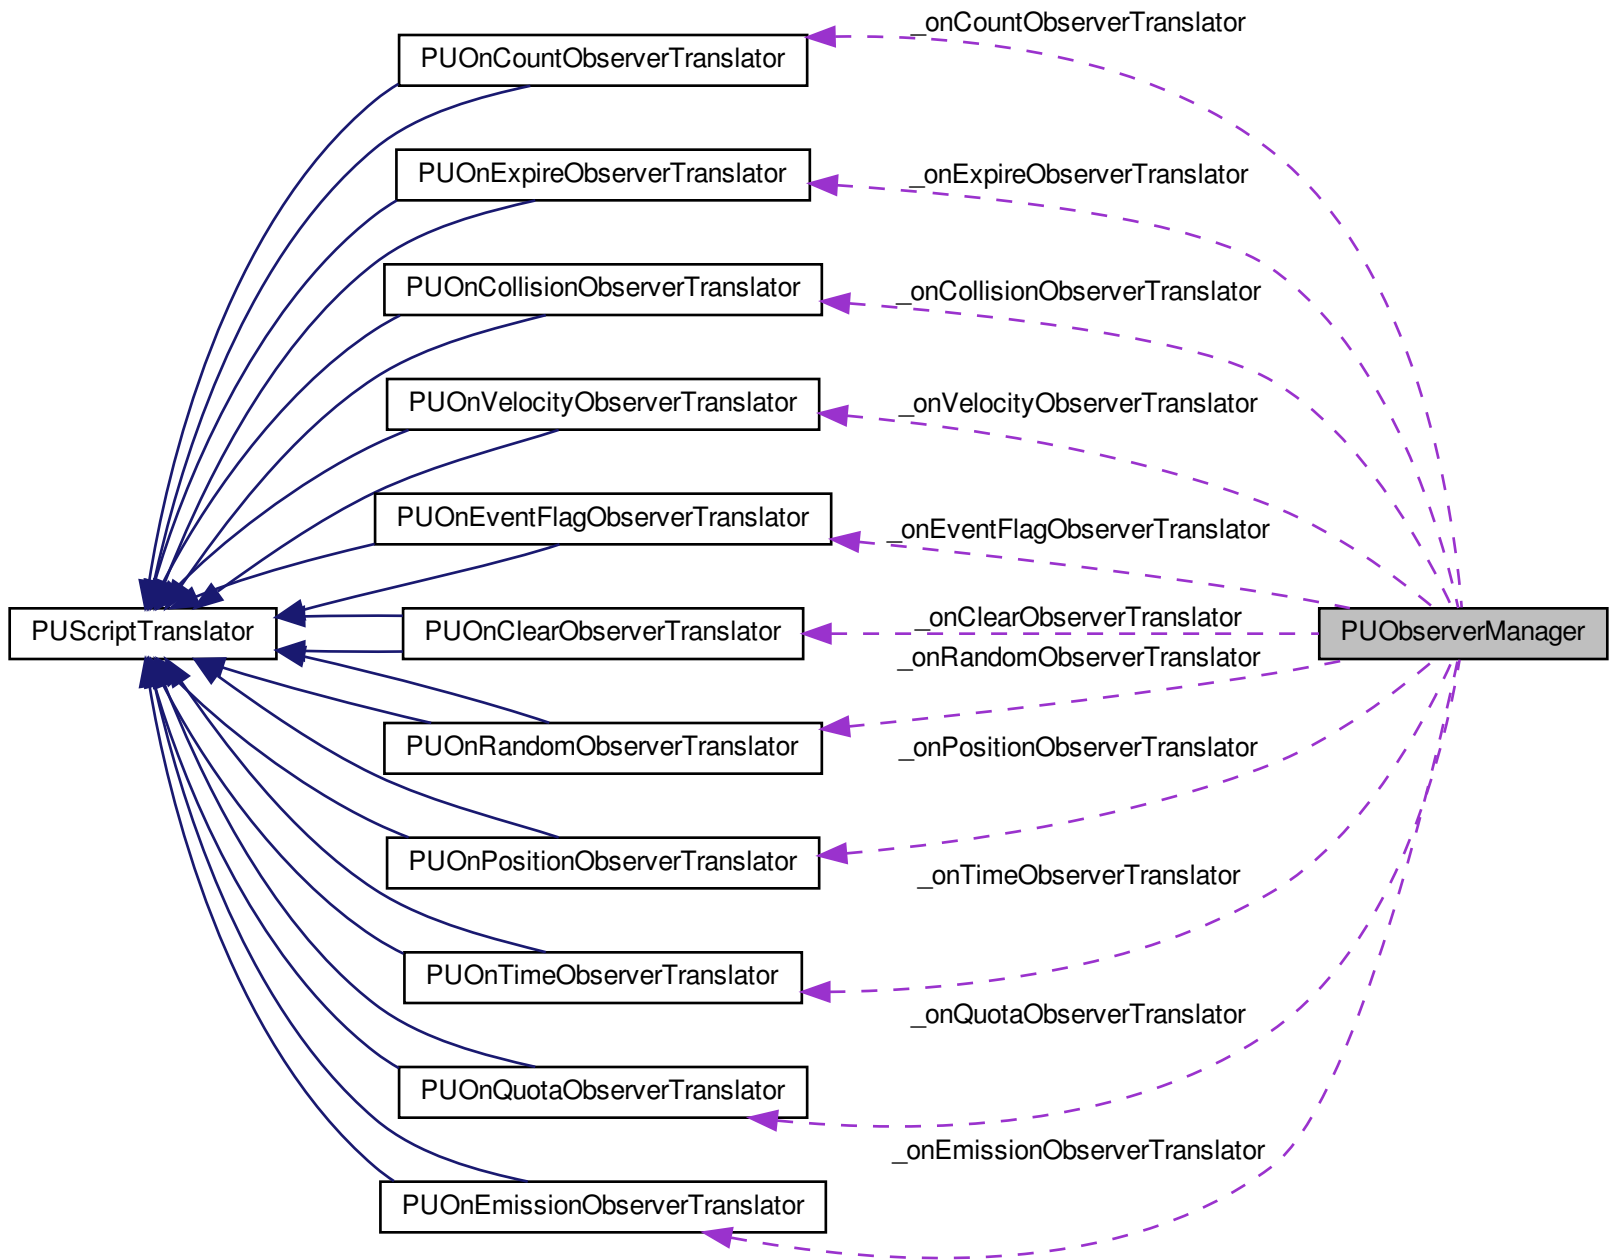 _onCountObserverTranslator
PUOnCountObserverTranslator
PUOnExpireObserverTranslator
_onExpireObserverTranslator
PUOnCollisionObserverTranslator
_onCollisionObserverTranslator
PUOnVelocityObserverTranslator
_onVelocityObserverTranslator
PUOnEventFlagObserverTranslator
_onEventFlagObserverTranslator
PUScriptTranslator
PUOnClearObserverTranslator
_onClearObserverTranslator
PUObserverManager
_onRandomObserverTranslator
PUOnRandomObserverTranslator
_onPositionObserverTranslator
PUOnPositionObserverTranslator
_onTimeObserverTranslator
PUOnTimeObserverTranslator
_onQuotaObserverTranslator
PUOnQuotaObserverTranslator
_onEmissionObserverTranslator
PUOnEmissionObserverTranslator